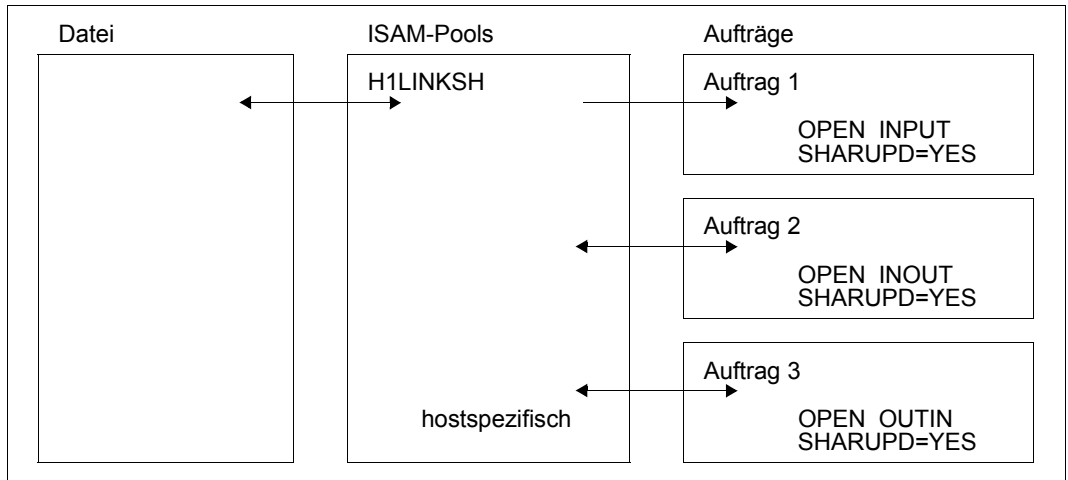 Datei
ISAM-Pools
Aufträge
H1LINKSH
Auftrag 1
OPEN INPUT
SHARUPD=YES
Auftrag 2
OPEN INOUT
SHARUPD=YES
Auftrag 3
hostspezifisch
OPEN OUTIN
SHARUPD=YES